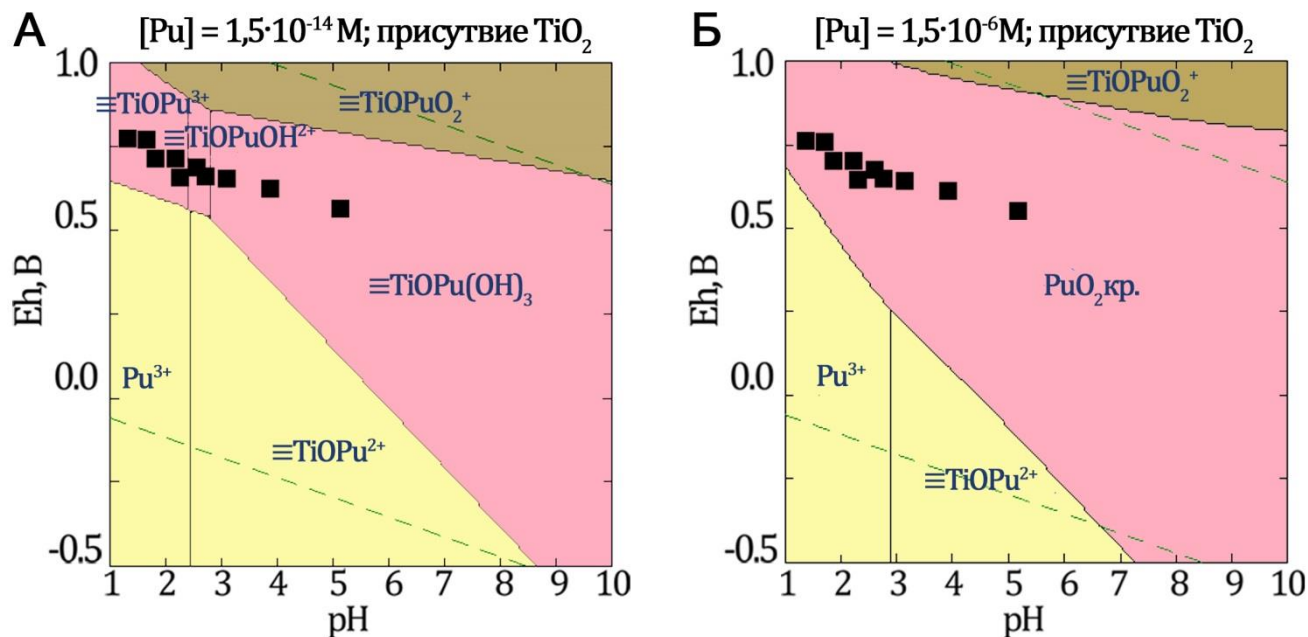 А
[Pu] = 1,5·10⁻¹⁴ М; присутвие TiO₂
1.0
0.5
0.0
-0.5
Eh, В
≡TiOPu³⁺
≡TiOPuOH²⁺
≡TiOPuO₂⁺
≡TiOPu(OH)₃
Pu³⁺
≡TiOPu²⁺
1 2 3 4 5 6 7 8 9 10
pH
Б
[Pu] = 1,5·10⁻⁶М; присутвие TiO₂
1.0
0.5
0.0
-0.5
Eh, В
≡TiOPuO₂⁺
PuO₂кр.
Pu³⁺
≡TiOPu²⁺
1 2 3 4 5 6 7 8 9 10
pH